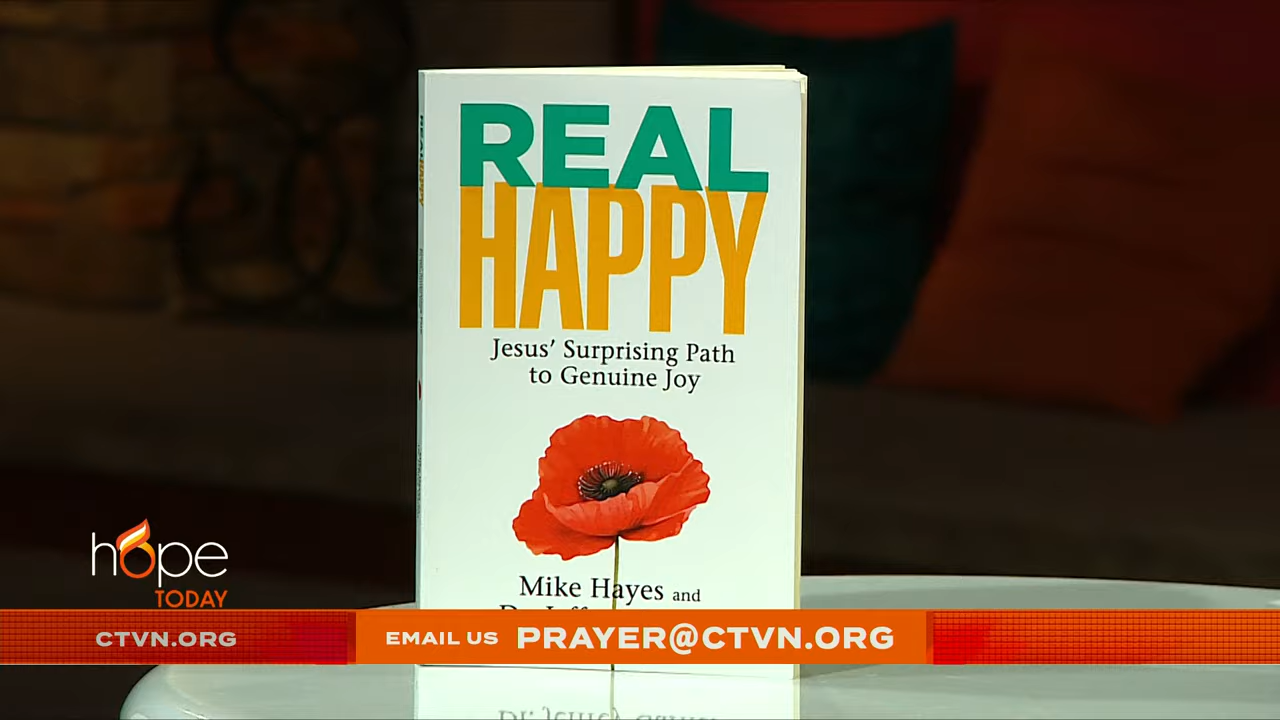 REAL
HAPPY
Jesus' Surprising Path
to Genuine Joy
Mike Hayes and
hope
TODAY
CTVN.ORG
EMAIL US PRAYER@CTVN.ORG